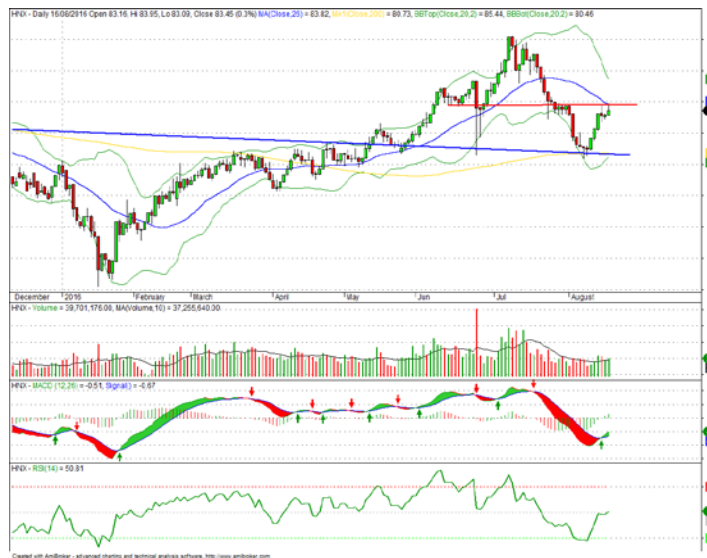 HNX - Daily 16/08/2016 Open 83.16, Hi 83.95, Lo 83.09, Close 83.45 (0.3%) MA(Close,25) = 83.82, MA1(Close,200) = 80.73, BBTop(Close,20,2) = 85.44, BBBot(Close,20,2) = 80.46
December 2016 February March April May Jun Jul August
HNX - Volume = 39,701,176.00, MA(Volume,10) = 37,255,640.30
HNX - MACD (12,26) = -0.51, Signal() = -0.67
HNX - RSI(14) = 50.81
Created with AmiBroker - advanced charting and technical analysis software. http://www.amibroker.com